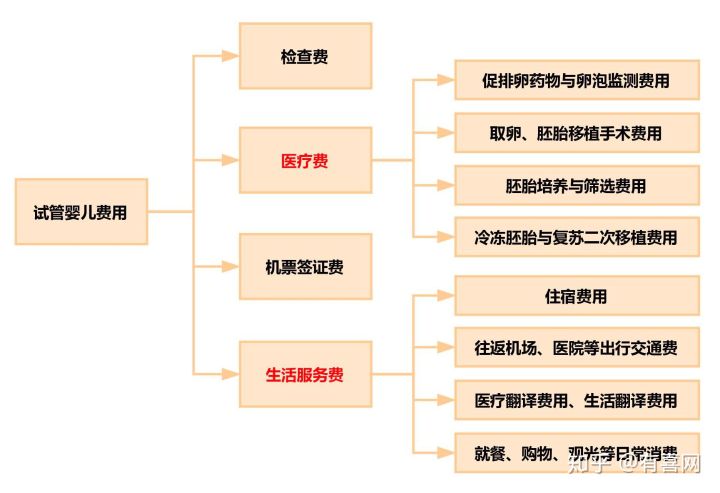 试管婴儿费用
检查费
医疗费
促排卵药物与卵泡监测费用
取卵、胚胎移植手术费用
胚胎培养与筛选费用
冷冻胚胎与复苏二次移植费用
机票签证费
生活服务费
住宿费用
往返机场、医院等出行交通费
医疗翻译费用、生活翻译费用
就餐、购物、观光等日常消费
知乎 @有喜网